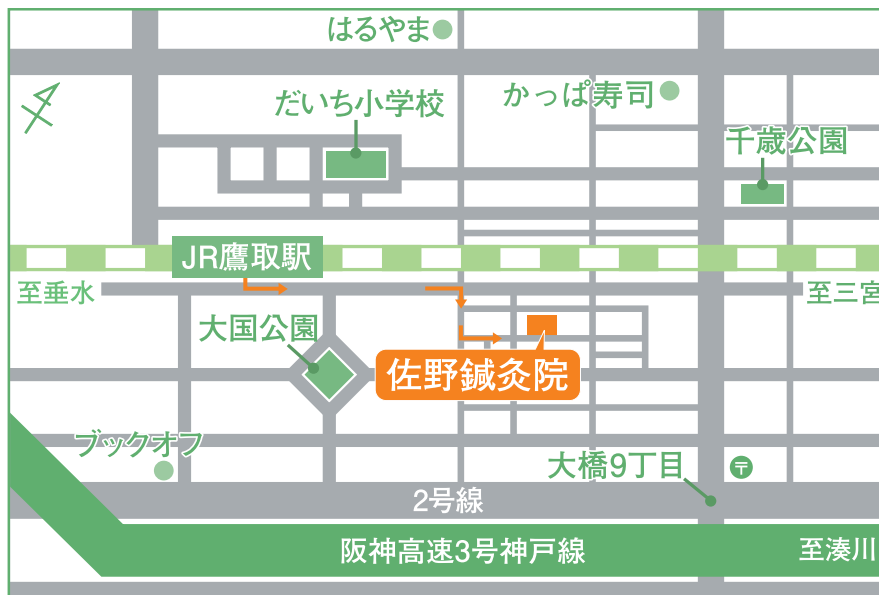 はるやま
かっぱ寿司
だいち小学校
千歳公園
JR鷹取駅
至垂水
至三宮
大国公園
佐野鍼灸院
ブックオフ
大橋9丁目
〒
2号線
阪神高速3号神戸線
至湊川